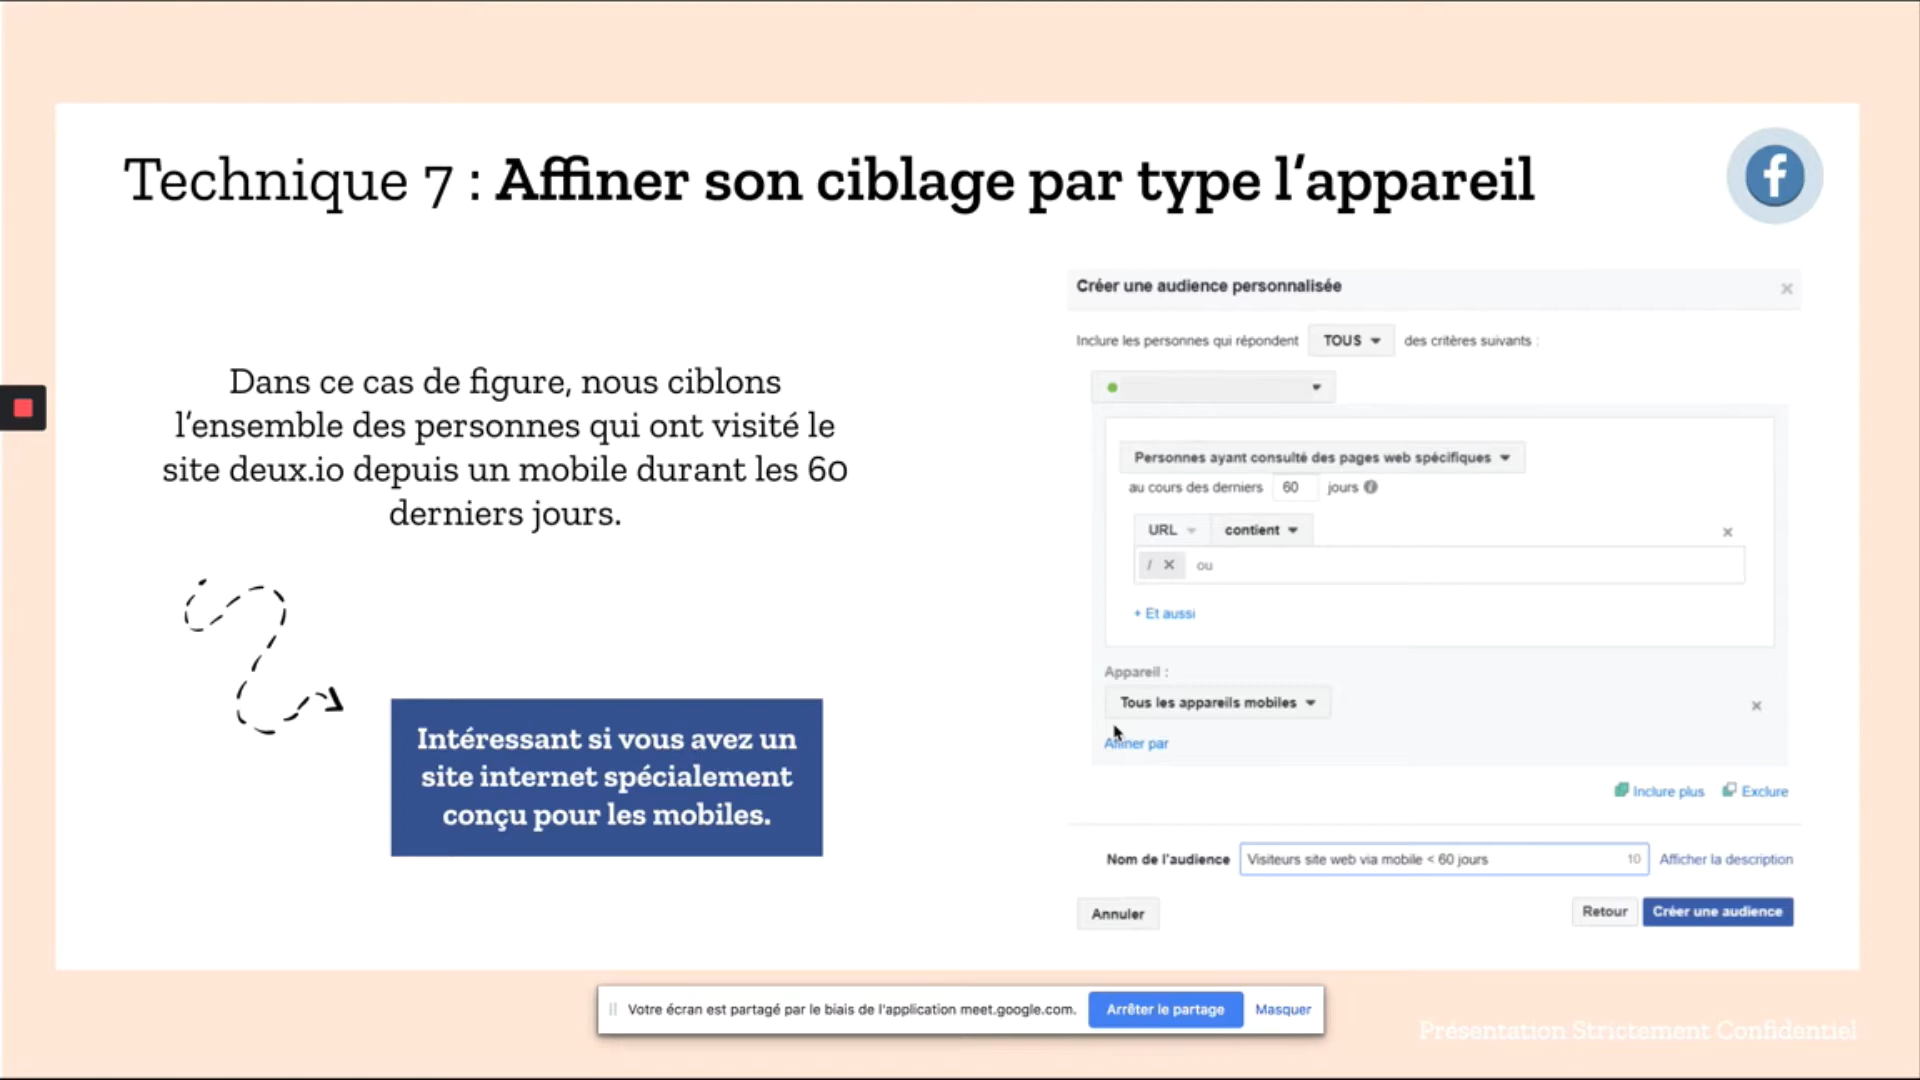 Technique 7 : Affiner son ciblage par type l'appareil
Dans ce cas de figure, nous ciblons
l'ensemble des personnes qui ont visité le
site deux.io depuis un mobile durant les 60
derniers jours.
Intéressant si vous avez un
site internet spécialement
conçu pour les mobiles.
Créer une audience personnalisée
Inclure les personnes qui répondent TOUS des critères suivants :
Personnes ayant consulté des pages web spécifiques
au cours des derniers 60 jours
URL contient
/ ou
+ Et aussi
Appareil :
Tous les appareils mobiles
Affiner par
Inclure plus Exclure
Nom de l'audience Visiteurs site web via mobile < 60 jours 10 Afficher la description
Annuler Retour Créer une audience
Votre écran est partagé par le biais de l'application meet.google.com. Arrêter le partage Masquer
Présentation Strictement Confidentiel